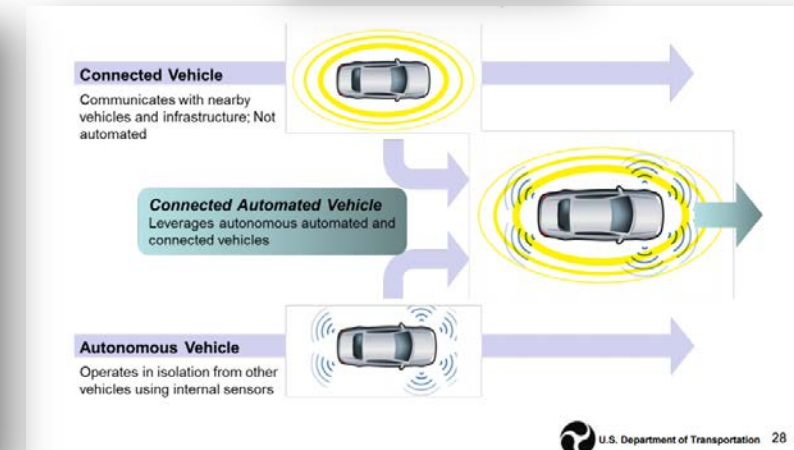 Connected Vehicle
Communicates with nearby
vehicles and infrastructure; Not
automated
Connected Automated Vehicle
Leverages autonomous automated and
connected vehicles
Autonomous Vehicle
Operates in isolation from other
vehicles using internal sensors
U.S. Department of Transportation 28